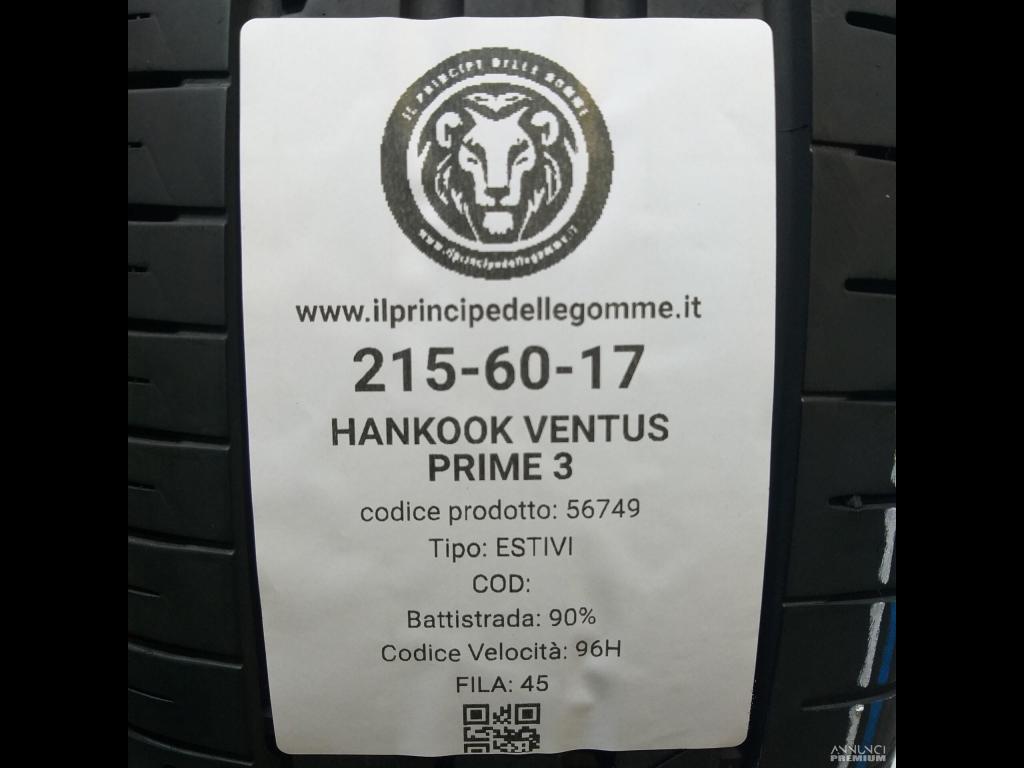 IL PRINCIPE DELLE GOMME
www.ilprincipedellegomme.it
www.ilprincipedellegomme.it
215-60-17
HANKOOK VENTUS
PRIME 3
codice prodotto: 56749
Tipo: ESTIVI
COD:
Battistrada: 90%
Codice Velocità: 96H
FILA: 45
ANNUNCI
PREMIUM